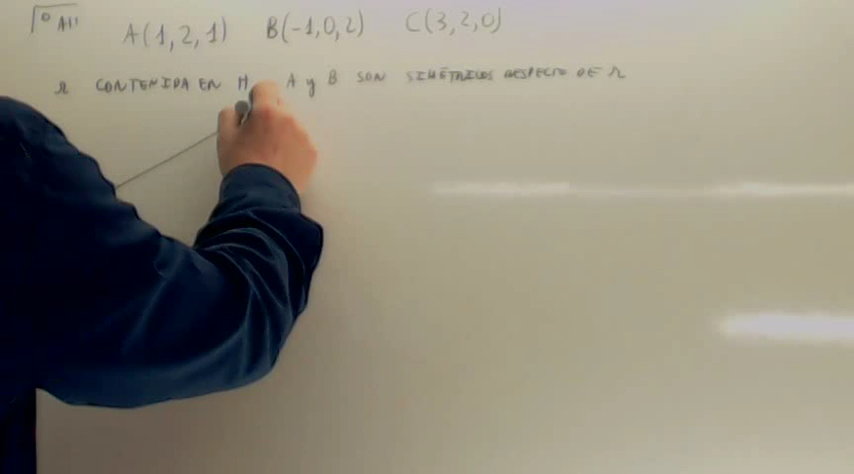 A(1,2,1) B(-1,0,2) C(3,2,0)
r CONTENIDA EN Π A y B SON SIMÉTRICOS RESPECTO DE r